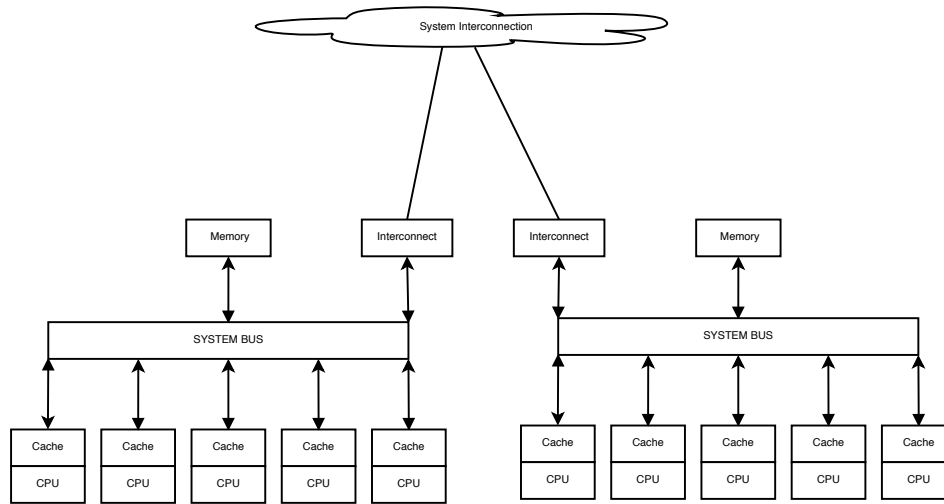 System Interconnection
Memory
Interconnect
Interconnect
Memory
SYSTEM BUS
SYSTEM BUS
Cache
Cache
Cache
Cache
Cache
Cache
Cache
Cache
Cache
Cache
CPU
CPU
CPU
CPU
CPU
CPU
CPU
CPU
CPU
CPU